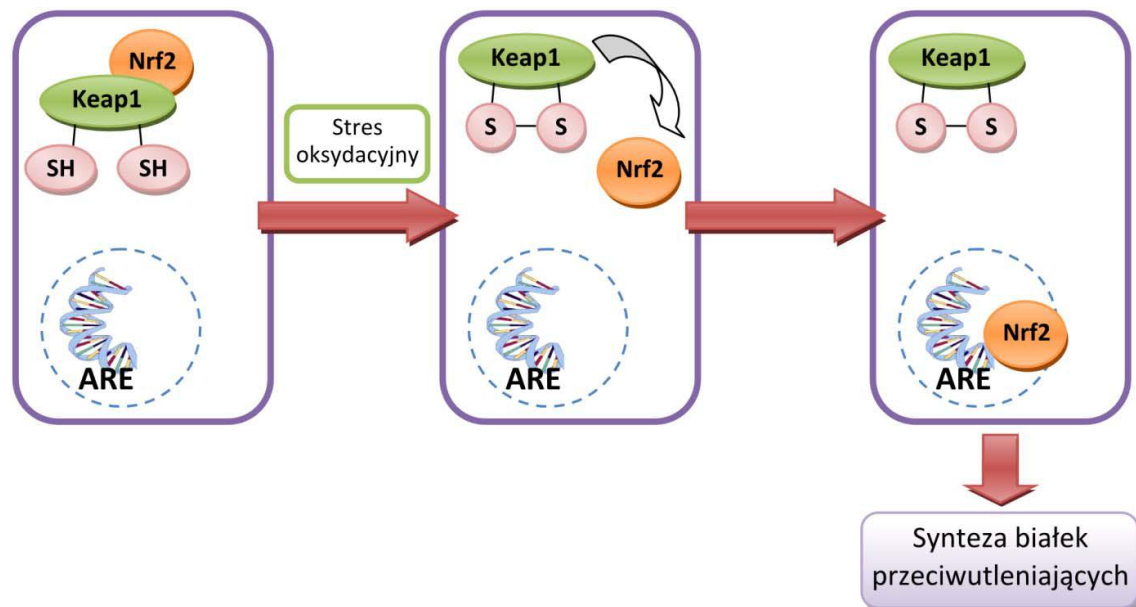 Nrf2
Keap1
SH
SH
ARE
Stres
oksydacyjny
Keap1
S
S
Nrf2
ARE
Keap1
S
S
Nrf2
ARE
Synteza białek
przeciwutleniających